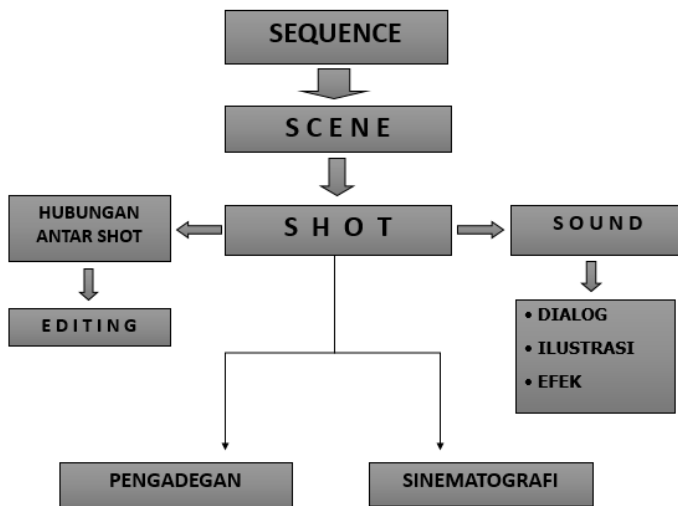 SEQUENCE
S C E N E
HUBUNGAN
ANTAR SHOT
S H O T
S O U N D
E D I T I N G
• DIALOG
• ILUSTRASI
• EFEK
PENGADEGAN
SINEMATOGRAFI